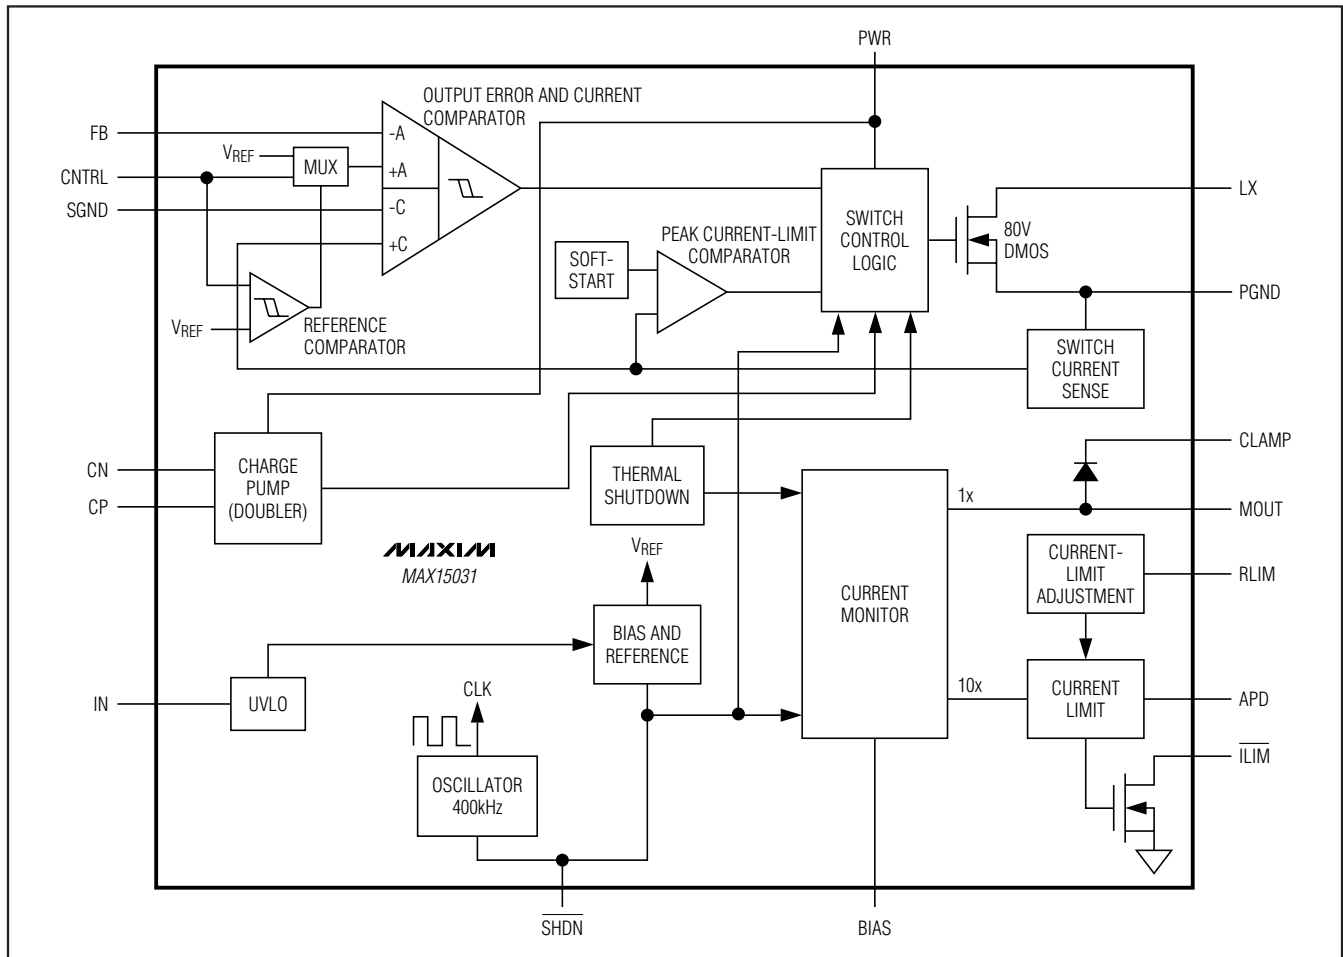 PWR
OUTPUT ERROR AND CURRENT
COMPARATOR
FB
-A
VREF
MUX
+A
CNTRL
SGND
-C
+C
LX
SWITCH
CONTROL
LOGIC
80V
DMOS
PEAK CURRENT-LIMIT
COMPARATOR
SOFT-
START
PGND
VREF
REFERENCE
COMPARATOR
SWITCH
CURRENT
SENSE
CLAMP
CN
CHARGE
PUMP
(DOUBLER)
CP
THERMAL
SHUTDOWN
1x
MOUT
MAXIM
MAX15031
VREF
CURRENT
MONITOR
CURRENT-
LIMIT
ADJUSTMENT
RLIM
BIAS AND
REFERENCE
IN
UVLO
CLK
10x
CURRENT
LIMIT
APD
ILIM
OSCILLATOR
400kHz
SHDN
BIAS